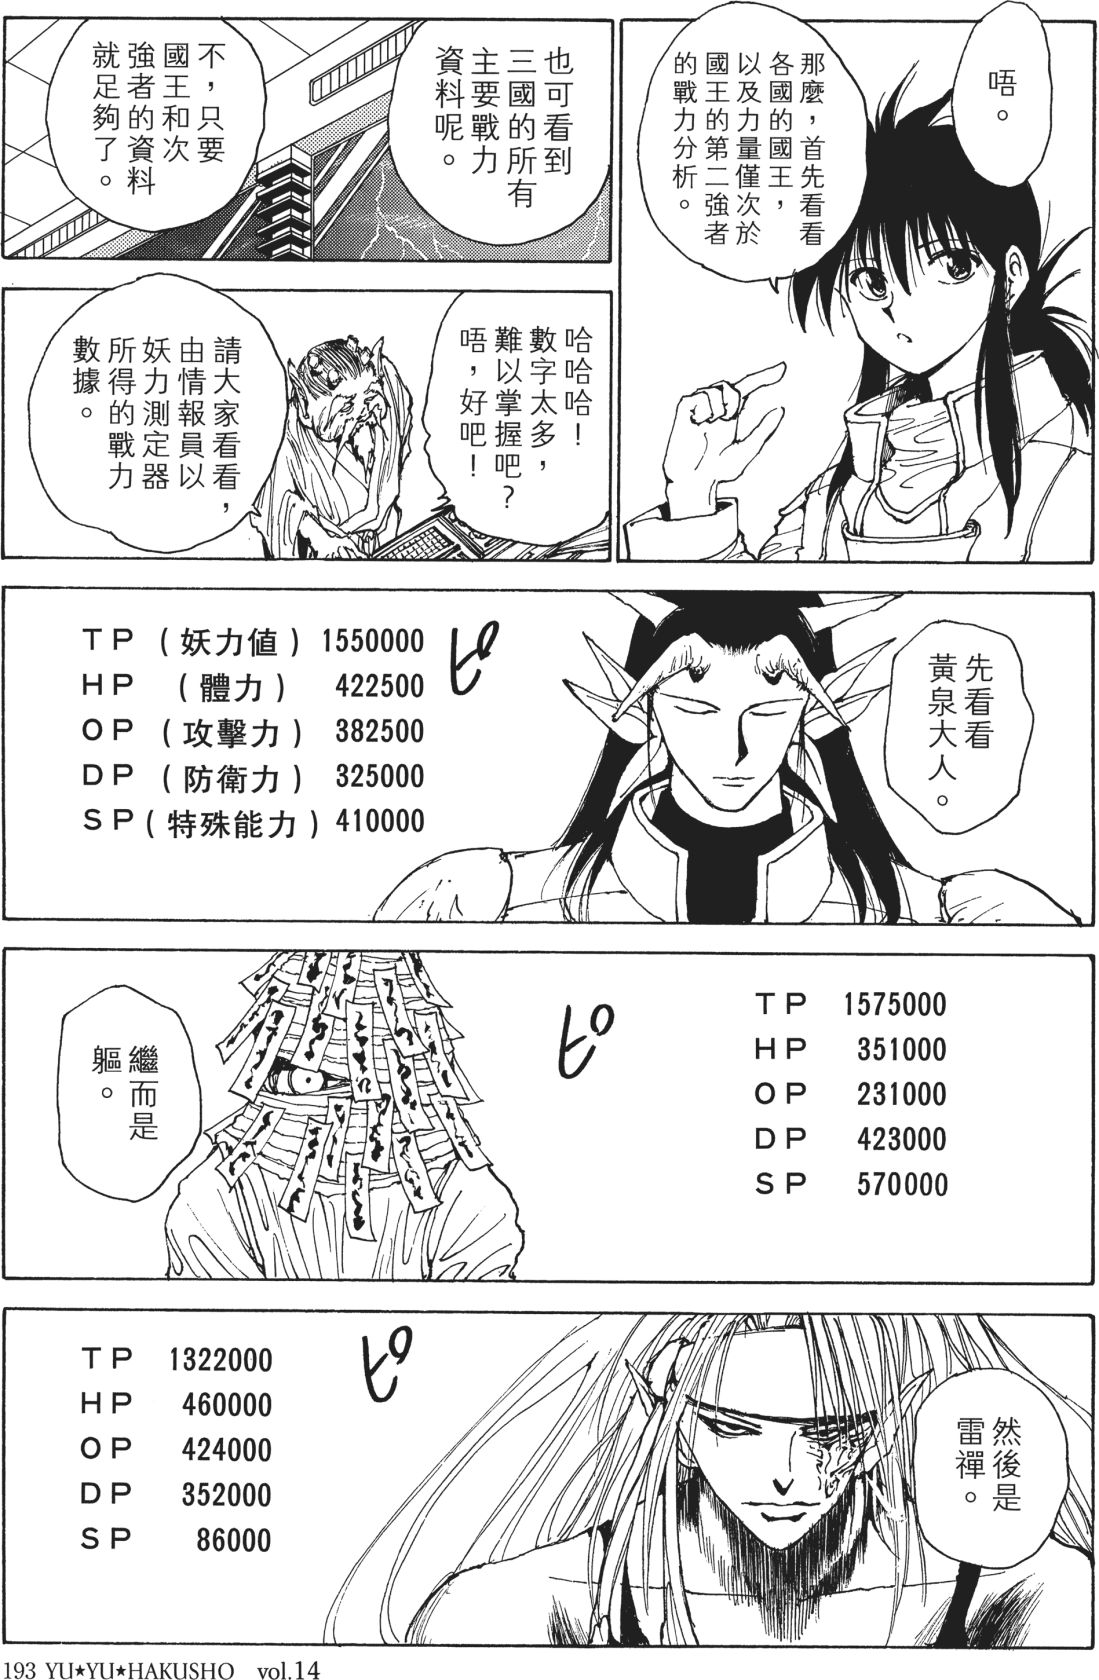 唔。
那麼，首先看看
各國的國王，
以及力量僅次於
國王的第二強者
的戰力分析。
也可看到
三國的所有
主要戰力
資料呢。
不，只要
國王和次
強者的資料
就足夠了。
哈哈哈！
數字太多，
難以掌握吧？
唔，好吧！
請大家看看，
由情報員以
妖力測定器
所得的戰力
數據。
先看看
黃泉大人。
ピ
TP（妖力值）1550000
HP（體力）422500
OP（攻擊力）382500
DP（防衛力）325000
SP（特殊能力）410000
TP 1575000
HP 351000
OP 231000
DP 423000
SP 570000
ピ
繼而是
軀。
然後是
雷禪。
ピ
TP 1322000
HP 460000
OP 424000
DP 352000
SP 86000
193 YU★YU★HAKUSHO vol.14